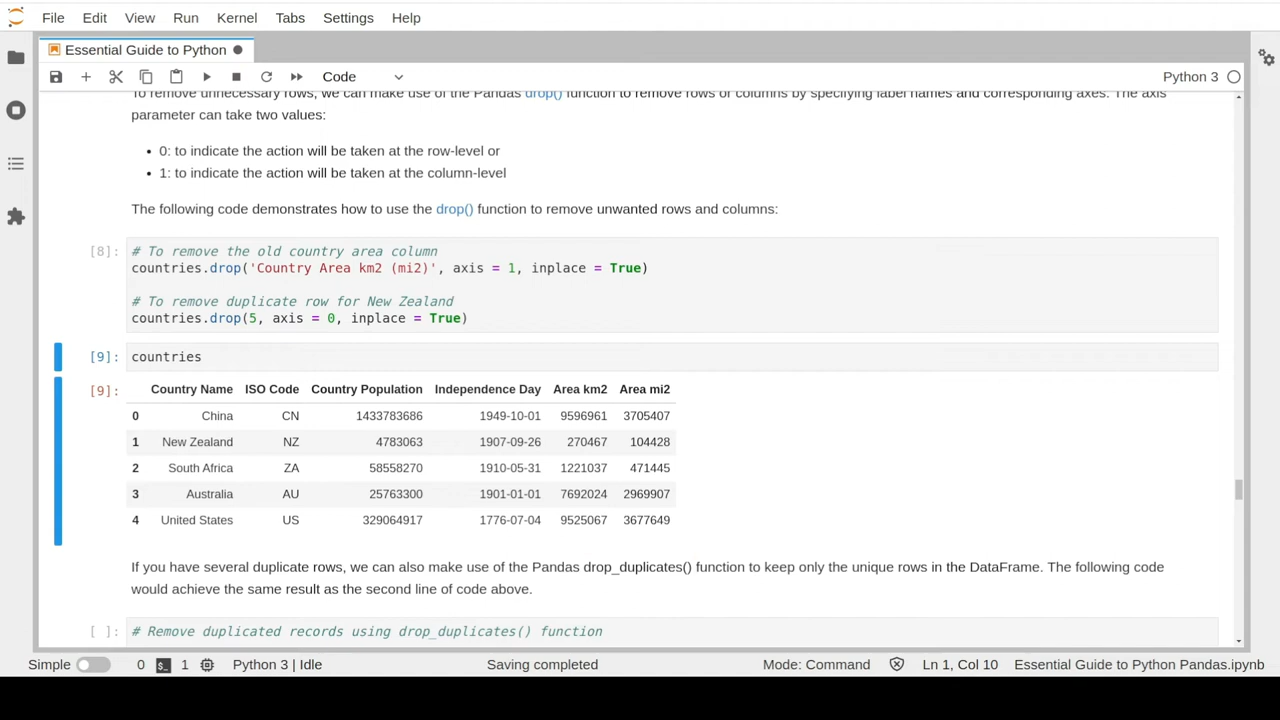 File Edit View Run Kernel Tabs Settings Help
Essential Guide to Python
Code Python 3
To remove unnecessary rows, we can make use of the Pandas drop() function to remove rows or columns by specifying label names and corresponding axes. The axis
parameter can take two values:
• 0: to indicate the action will be taken at the row-level or
• 1: to indicate the action will be taken at the column-level
The following code demonstrates how to use the drop() function to remove unwanted rows and columns:
[8]: # To remove the old country area column
countries.drop('Country Area km2 (mi2)', axis = 1, inplace = True)
# To remove duplicate row for New Zealand
countries.drop(5, axis = 0, inplace = True)
[9]: countries
[9]: Country Name ISO Code Country Population Independence Day Area km2 Area mi2
0 China CN 1433783686 1949-10-01 9596961 3705407
1 New Zealand NZ 4783063 1907-09-26 270467 104428
2 South Africa ZA 58558270 1910-05-31 1221037 471445
3 Australia AU 25763300 1901-01-01 7692024 2969907
4 United States US 329064917 1776-07-04 9525067 3677649
If you have several duplicate rows, we can also make use of the Pandas drop_duplicates() function to keep only the unique rows in the DataFrame. The following code
would achieve the same result as the second line of code above.
[ ]: # Remove duplicated records using drop_duplicates() function
Simple 0 1 Python 3 | Idle Saving completed Mode: Command Ln 1, Col 10 Essential Guide to Python Pandas.ipynb